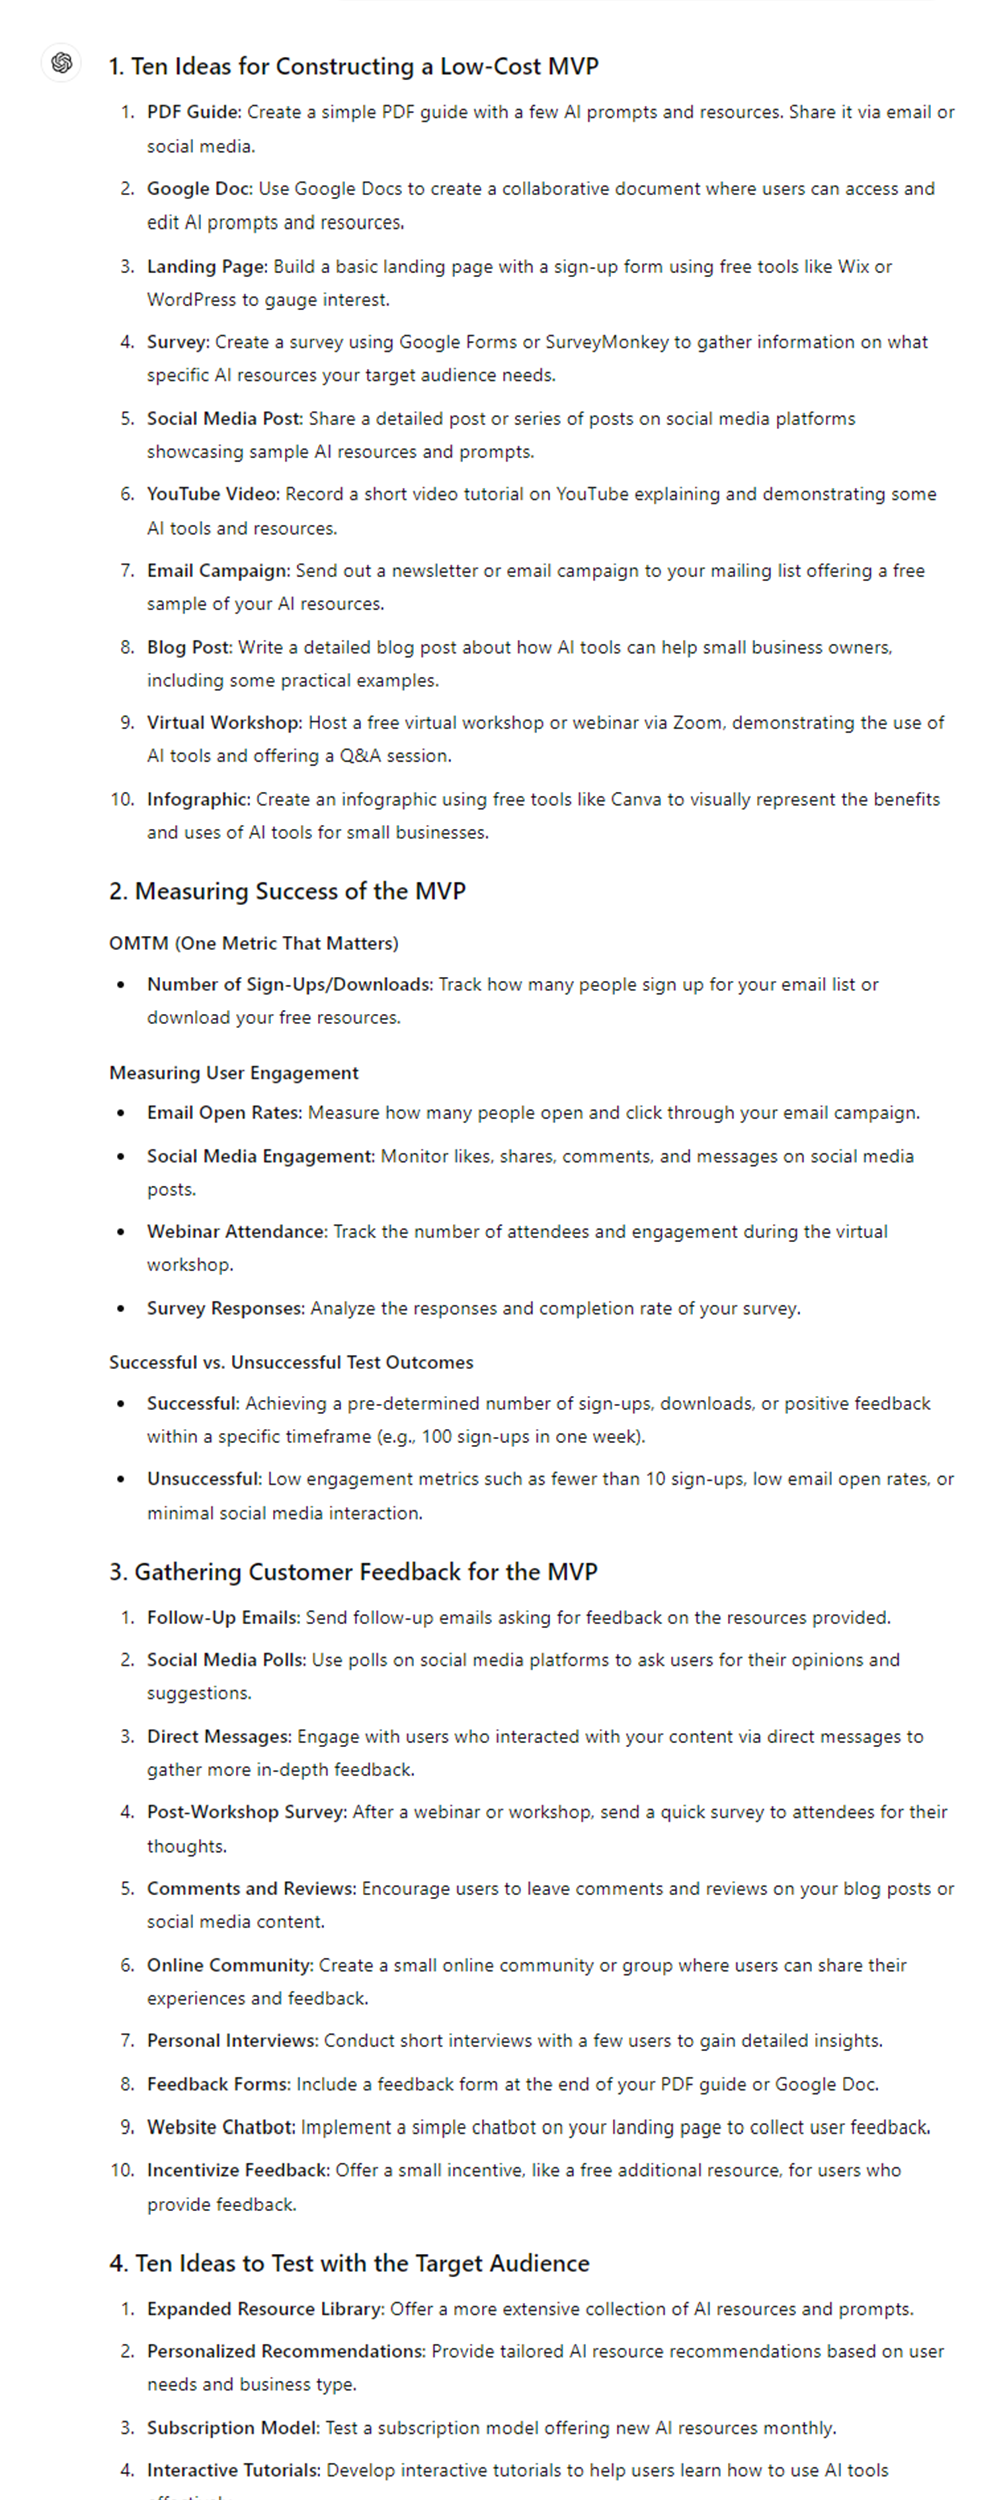 1. Ten Ideas for Constructing a Low-Cost MVP
1. PDF Guide: Create a simple PDF guide with a few AI prompts and resources. Share it via email or
social media.
2. Google Doc: Use Google Docs to create a collaborative document where users can access and
edit AI prompts and resources.
3. Landing Page: Build a basic landing page with a sign-up form using free tools like Wix or
WordPress to gauge interest.
4. Survey: Create a survey using Google Forms or SurveyMonkey to gather information on what
specific AI resources your target audience needs.
5. Social Media Post: Share a detailed post or series of posts on social media platforms
showcasing sample AI resources and prompts.
6. YouTube Video: Record a short video tutorial on YouTube explaining and demonstrating some
AI tools and resources.
7. Email Campaign: Send out a newsletter or email campaign to your mailing list offering a free
sample of your AI resources.
8. Blog Post: Write a detailed blog post about how AI tools can help small business owners,
including some practical examples.
9. Virtual Workshop: Host a free virtual workshop or webinar via Zoom, demonstrating the use of
AI tools and offering a Q&A session.
10. Infographic: Create an infographic using free tools like Canva to visually represent the benefits
and uses of AI tools for small businesses.
2. Measuring Success of the MVP
OMTM (One Metric That Matters)
• Number of Sign-Ups/Downloads: Track how many people sign up for your email list or
download your free resources.
Measuring User Engagement
• Email Open Rates: Measure how many people open and click through your email campaign.
• Social Media Engagement: Monitor likes, shares, comments, and messages on social media
posts.
• Webinar Attendance: Track the number of attendees and engagement during the virtual
workshop.
• Survey Responses: Analyze the responses and completion rate of your survey.
Successful vs. Unsuccessful Test Outcomes
• Successful: Achieving a pre-determined number of sign-ups, downloads, or positive feedback
within a specific timeframe (e.g., 100 sign-ups in one week).
• Unsuccessful: Low engagement metrics such as fewer than 10 sign-ups, low email open rates, or
minimal social media interaction.
3. Gathering Customer Feedback for the MVP
1. Follow-Up Emails: Send follow-up emails asking for feedback on the resources provided.
2. Social Media Polls: Use polls on social media platforms to ask users for their opinions and
suggestions.
3. Direct Messages: Engage with users who interacted with your content via direct messages to
gather more in-depth feedback.
4. Post-Workshop Survey: After a webinar or workshop, send a quick survey to attendees for their
thoughts.
5. Comments and Reviews: Encourage users to leave comments and reviews on your blog posts or
social media content.
6. Online Community: Create a small online community or group where users can share their
experiences and feedback.
7. Personal Interviews: Conduct short interviews with a few users to gain detailed insights.
8. Feedback Forms: Include a feedback form at the end of your PDF guide or Google Doc.
9. Website Chatbot: Implement a simple chatbot on your landing page to collect user feedback.
10. Incentivize Feedback: Offer a small incentive, like a free additional resource, for users who
provide feedback.
4. Ten Ideas to Test with the Target Audience
1. Expanded Resource Library: Offer a more extensive collection of AI resources and prompts.
2. Personalized Recommendations: Provide tailored AI resource recommendations based on user
needs and business type.
3. Subscription Model: Test a subscription model offering new AI resources monthly.
4. Interactive Tutorials: Develop interactive tutorials to help users learn how to use AI tools